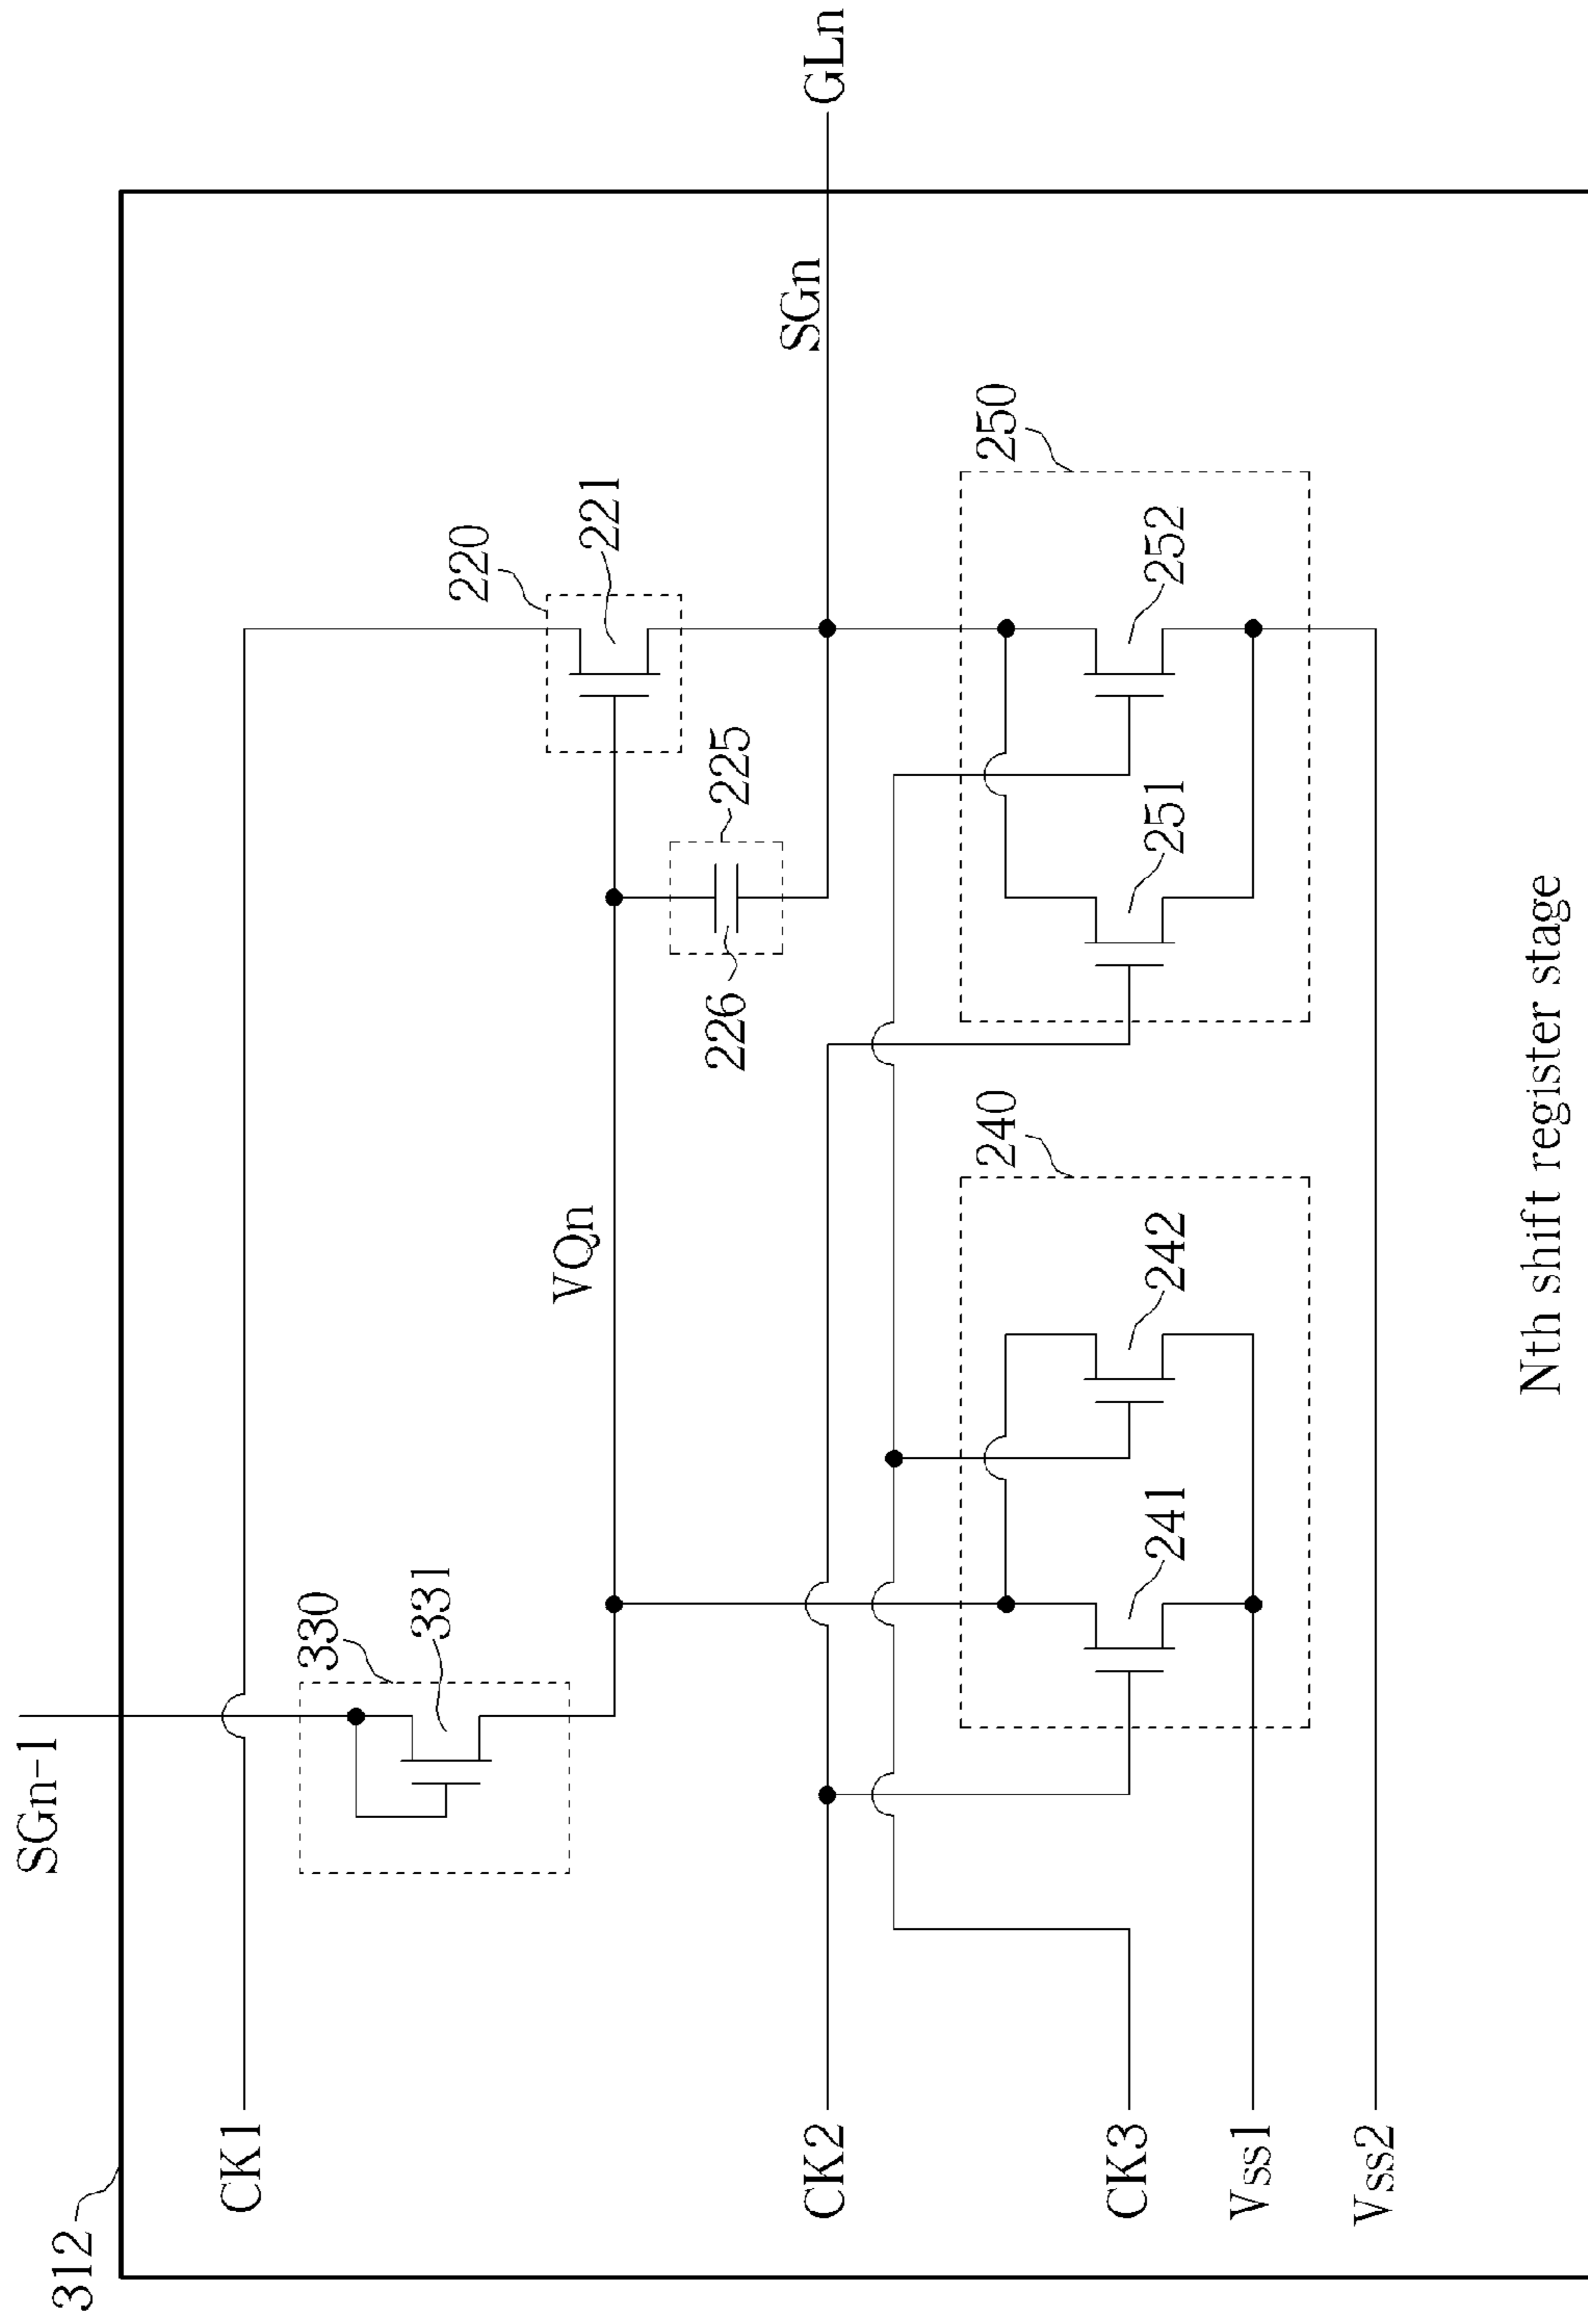 312
SGn-1
CK1
330
331
220
221
VQn
225
226
SGn
GLn
CK2
240
241
242
250
251
252
CK3
Vss1
Vss2
Nth shift register stage